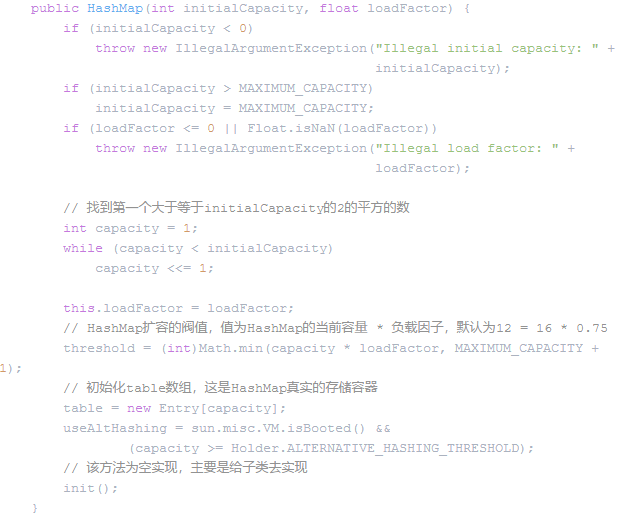 public HashMap(int initialCapacity, float loadFactor) {
if (initialCapacity < 0)
throw new IllegalArgumentException("Illegal initial capacity: " +
initialCapacity);
if (initialCapacity > MAXIMUM_CAPACITY)
initialCapacity = MAXIMUM_CAPACITY;
if (loadFactor <= 0 || Float.isNaN(loadFactor))
throw new IllegalArgumentException("Illegal load factor: " +
loadFactor);
// 找到第一个大于等于initialCapacity的2的平方的数
int capacity = 1;
while (capacity < initialCapacity)
capacity <<= 1;
this.loadFactor = loadFactor;
// HashMap扩容的阀值，值为HashMap的当前容量 * 负载因子，默认为12 = 16 * 0.75
threshold = (int)Math.min(capacity * loadFactor, MAXIMUM_CAPACITY +
1);
// 初始化table数组，这是HashMap真实的存储容器
table = new Entry[capacity];
useAltHashing = sun.misc.VM.isBooted() &&
(capacity >= Holder.ALTERNATIVE_HASHING_THRESHOLD);
// 该方法为空实现，主要是给子类去实现
init();
}